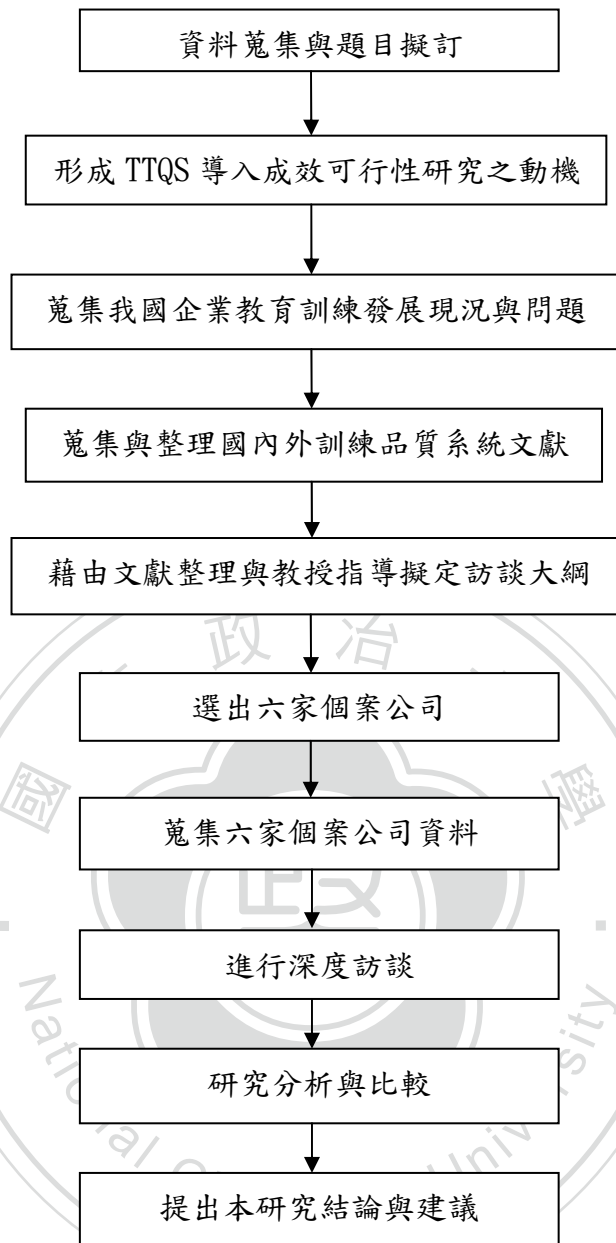 資料蒐集與題目擬訂
形成 TTQS 導入成效可行性研究之動機
蒐集我國企業教育訓練發展現況與問題
蒐集與整理國內外訓練品質系統文獻
藉由文獻整理與教授指導擬定訪談大綱
政 治
選出六家個案公司
國 學
蒐集六家個案公司資料
進行深度訪談
研究分析與比較
提出本研究結論與建議